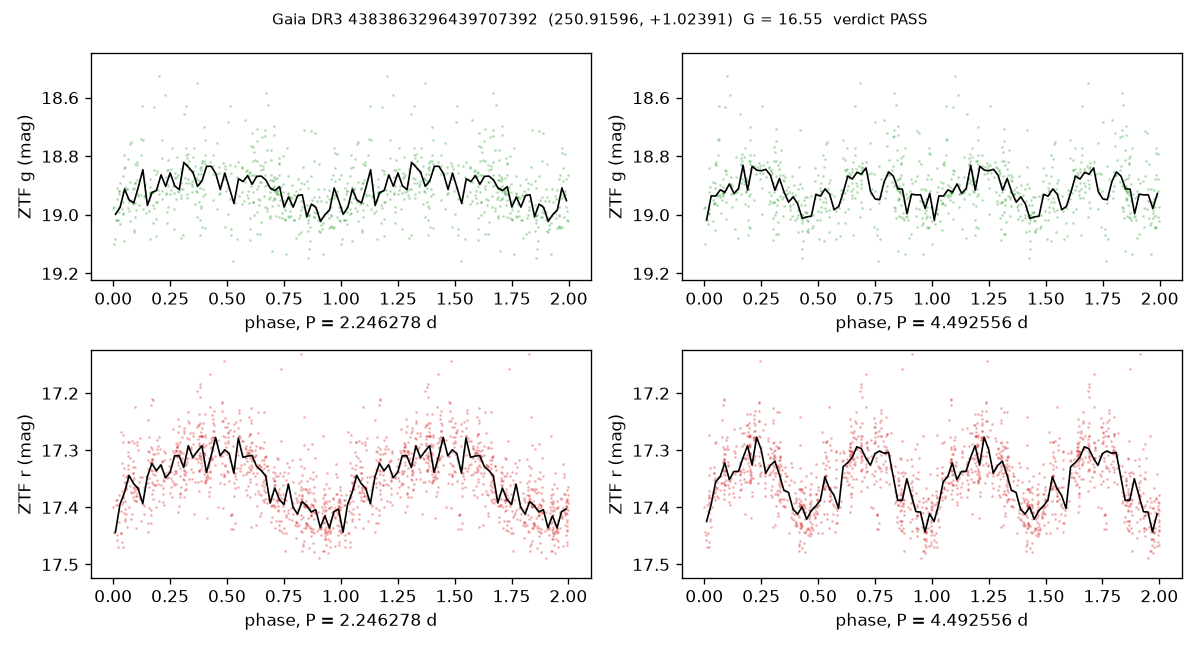 Gaia DR3 4383863296439707392  (250.91596, +1.02391)  G = 16.55  verdict PASS
ZTF g (mag)
18.6
18.8
19.0
19.2
0.00 0.25 0.50 0.75 1.00 1.25 1.50 1.75 2.00
phase, P = 2.246278 d
ZTF g (mag)
18.6
18.8
19.0
19.2
0.00 0.25 0.50 0.75 1.00 1.25 1.50 1.75 2.00
phase, P = 4.492556 d
ZTF r (mag)
17.2
17.3
17.4
17.5
0.00 0.25 0.50 0.75 1.00 1.25 1.50 1.75 2.00
phase, P = 2.246278 d
ZTF r (mag)
17.2
17.3
17.4
17.5
0.00 0.25 0.50 0.75 1.00 1.25 1.50 1.75 2.00
phase, P = 4.492556 d